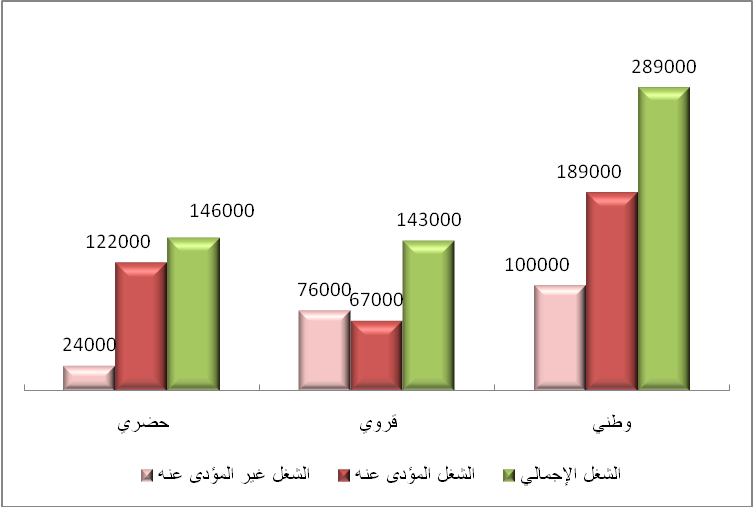 289000
189000
146000
143000
122000
100000
76000
67000
24000
حضري
قروي
وطني
الشغل غير المؤدى عنه
الشغل المؤدى عنه
الشغل الإجمالي